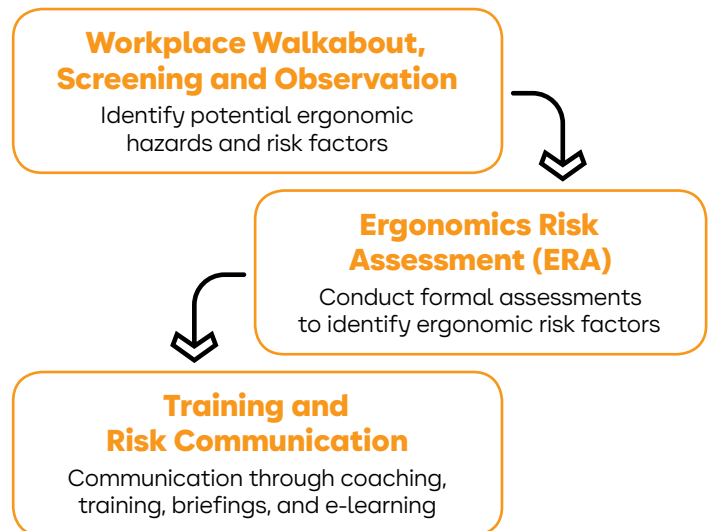 Workplace Walkabout,
Screening and Observation
Identify potential ergonomic
hazards and risk factors
Ergonomics Risk
Assessment (ERA)
Conduct formal assessments
to identify ergonomic risk factors
Training and
Risk Communication
Communication through coaching,
training, briefings, and e-learning